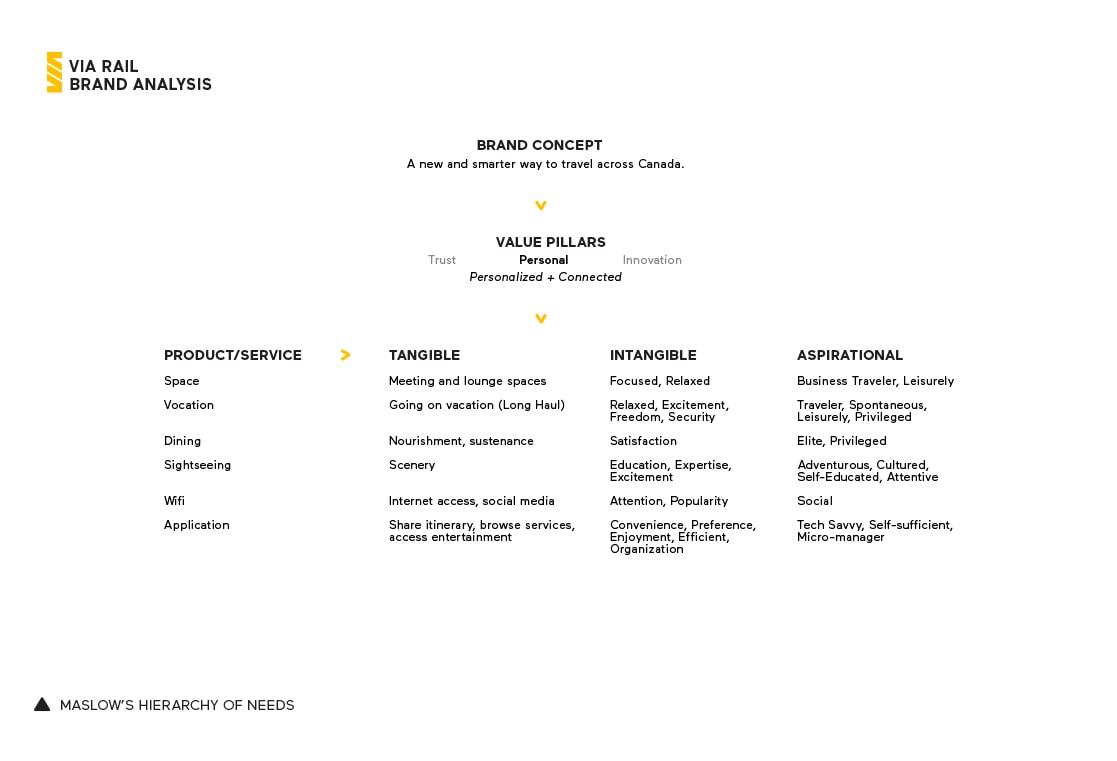 VIA RAIL
BRAND ANALYSIS
BRAND CONCEPT
A new and smarter way to travel across Canada.
VALUE PILLARS
Trust Personal Innovation
Personalized + Connected
PRODUCT/SERVICE > TANGIBLE INTANGIBLE ASPIRATIONAL
Space Meeting and lounge spaces Focused, Relaxed Business Traveler, Leisurely
Vocation Going on vacation (Long Haul) Relaxed, Excitement, Traveler, Spontaneous,
Freedom, Security Leisurely, Privileged
Dining Nourishment, sustenance Satisfaction Elite, Privileged
Sightseeing Scenery Education, Expertise, Adventurous, Cultured,
Excitement Self-Educated, Attentive
Wifi Internet access, social media Attention, Popularity Social
Application Share itinerary, browse services, Convenience, Preference, Tech Savvy, Self-sufficient,
access entertainment Enjoyment, Efficient, Micro-manager
Organization
MASLOW'S HIERARCHY OF NEEDS